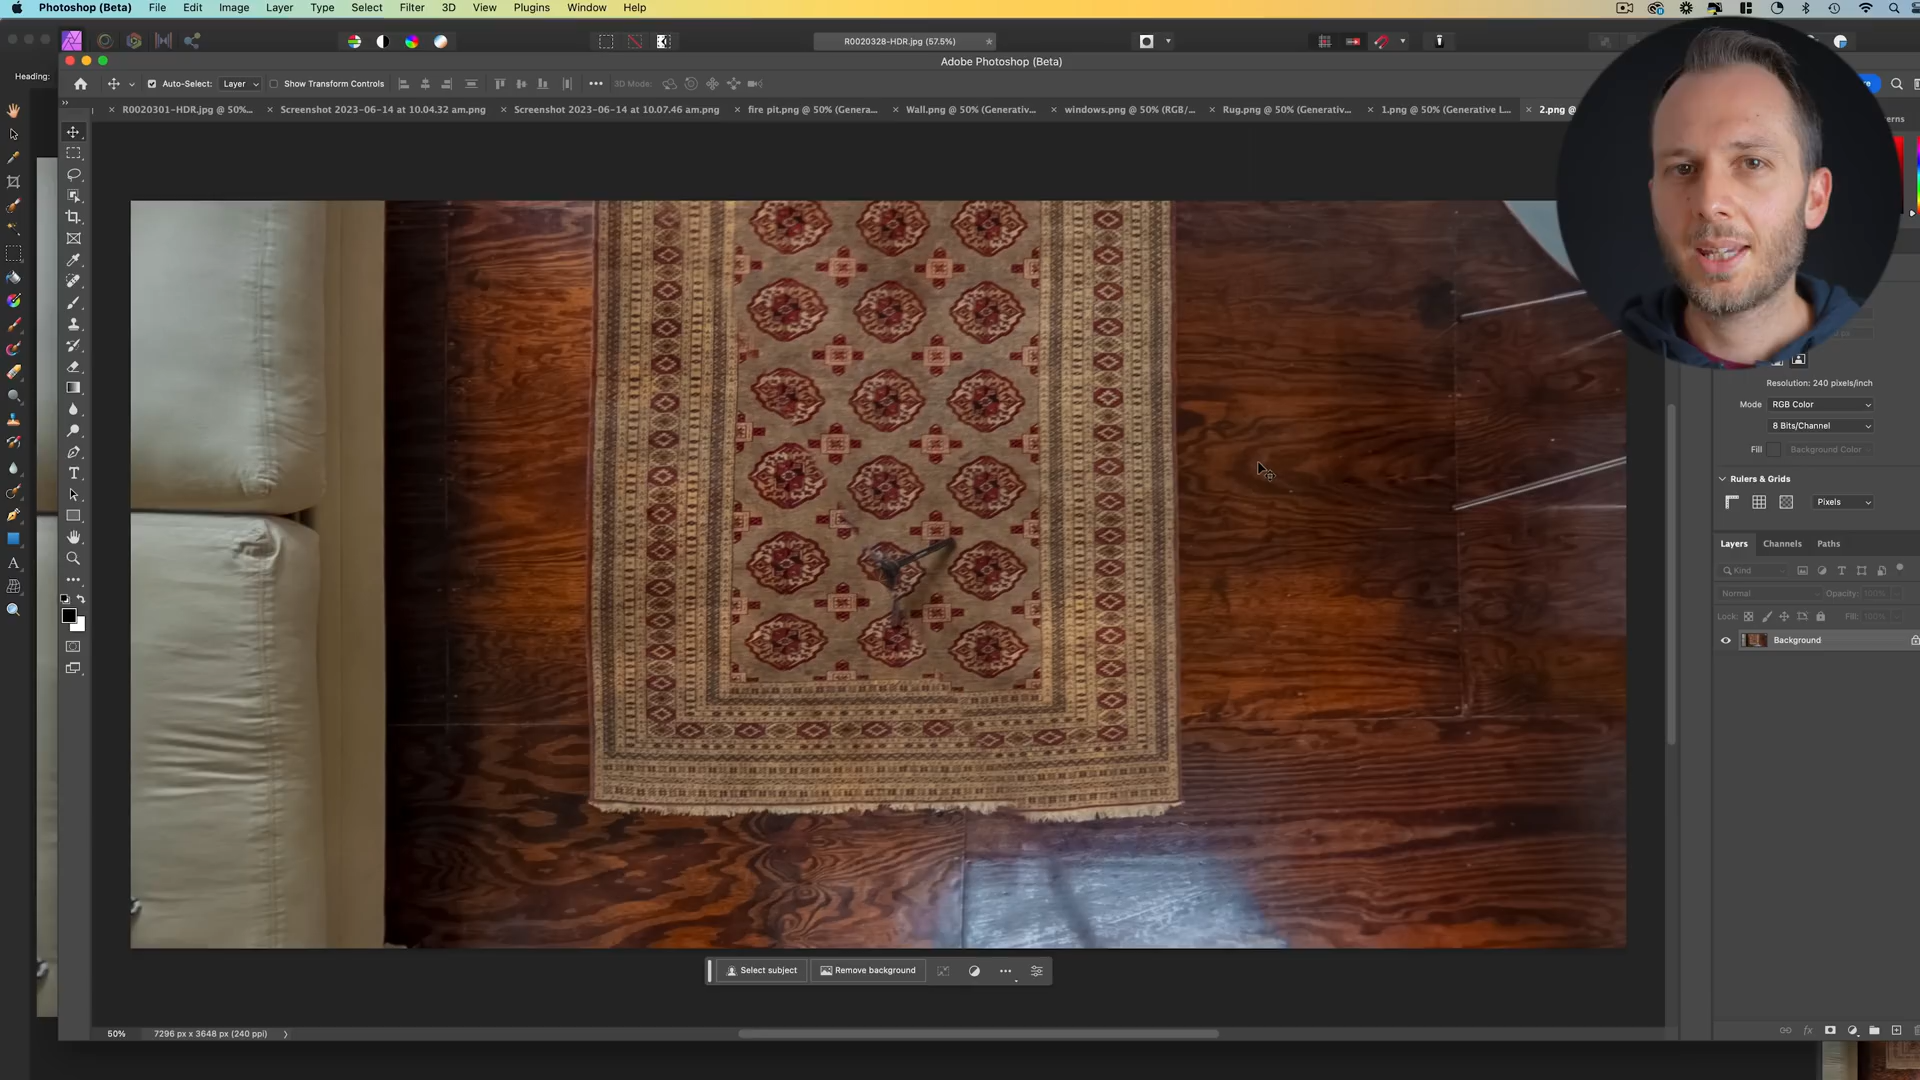 Photoshop (Beta) File Edit Image Layer Type Select Filter 3D View Plugins Window Help
R0020328-HDR.jpg (57.5%)
Adobe Photoshop (Beta)
Heading:
Auto-Select: Layer Show Transform Controls 3D Mode:
R0020301-HDR.jpg @ 50%... Screenshot 2023-06-14 at 10.04.32 am.png Screenshot 2023-06-14 at 10.07.46 am.png fire pit.png @ 50% (Genera... Wall.png @ 50% (Generativ... windows.png @ 50% (RGB/... Rug.png @ 50% (Generativ... 1.png @ 50% (Generative L... 2.png @
Resolution: 240 pixels/inch
Mode RGB Color
8 Bits/Channel
Fill Background Color
Rulers & Grids
Pixels
Layers Channels Paths
Kind
Normal Opacity: 100%
Lock: Fill: 100%
Background
Select subject Remove background
50% 7296 px x 3648 px (240 ppi)